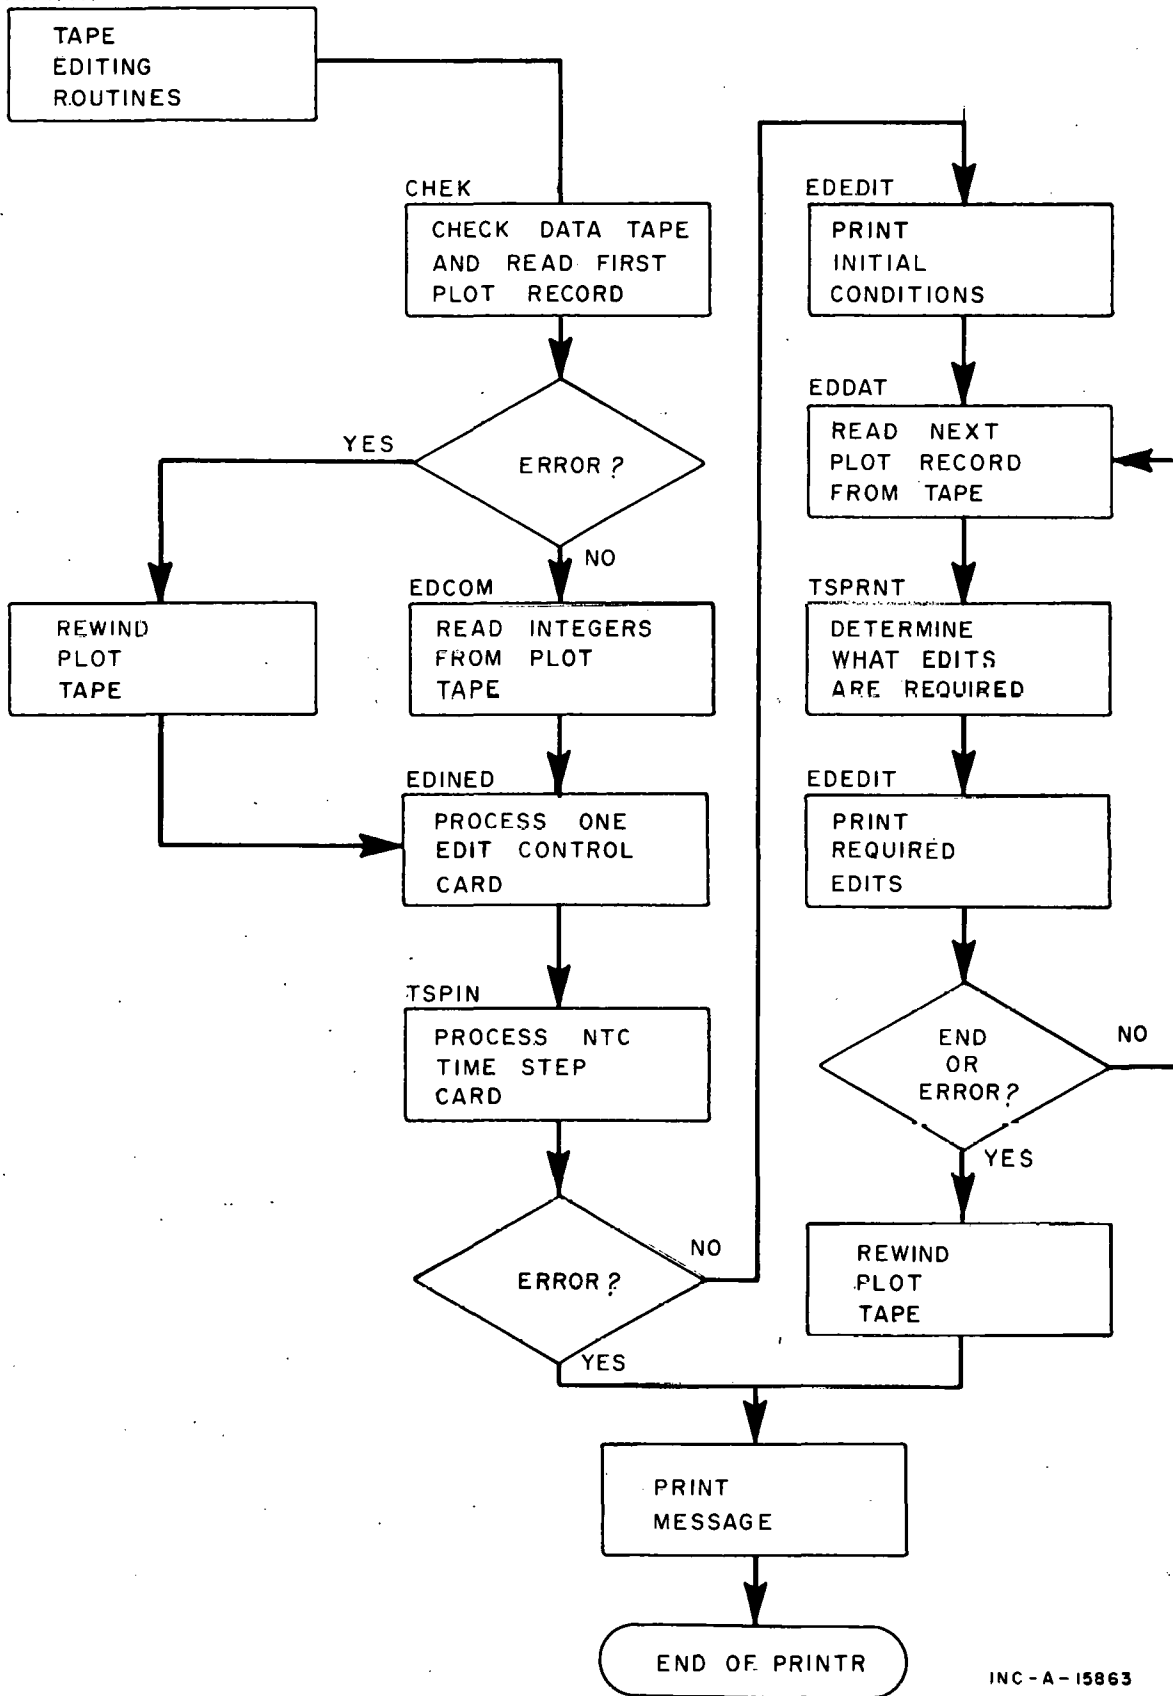 TAPE
EDITING
ROUTINES
CHEK
CHECK DATA TAPE
AND READ FIRST
PLOT RECORD
YES
ERROR?
NO
REWIND
PLOT
TAPE
EDCOM
READ INTEGERS
FROM PLOT
TAPE
EDINED
PROCESS ONE
EDIT CONTROL
CARD
TSPIN
PROCESS NTC
TIME STEP
CARD
ERROR?
NO
YES
EDEDIT
PRINT
INITIAL
CONDITIONS
EDDAT
READ NEXT
PLOT RECORD
FROM TAPE
TSPRNT
DETERMINE
WHAT EDITS
ARE REQUIRED
EDEDIT
PRINT
REQUIRED
EDITS
END
OR
ERROR?
NO
YES
REWIND
PLOT
TAPE
PRINT
MESSAGE
END OF PRINTR
INC-A-15863